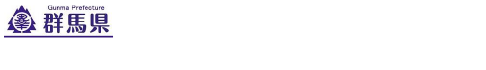 Gunma Prefecture
群馬県